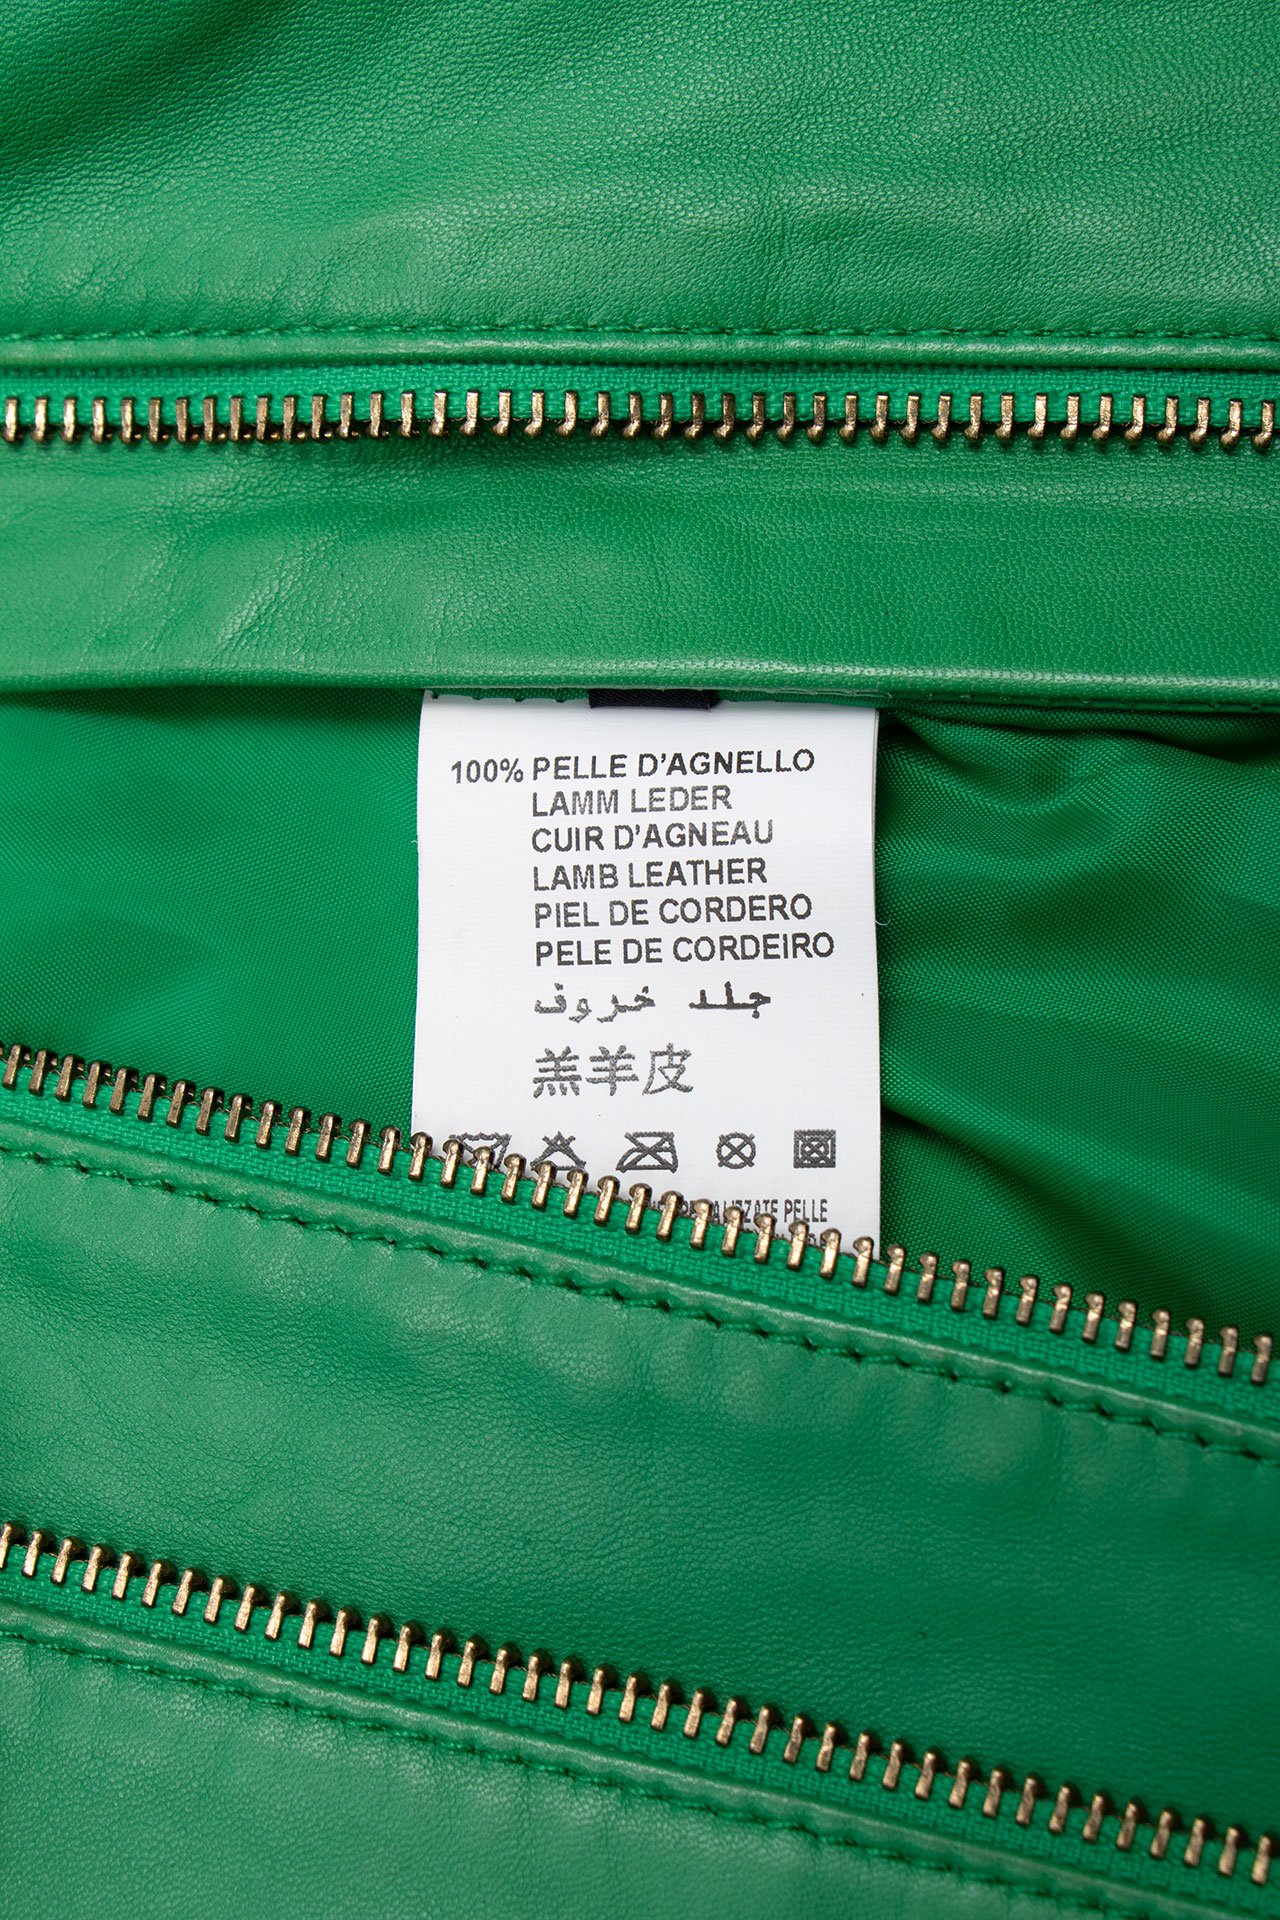 100% PELLE D'AGNELLO
LAMM LEDER
CUIR D'AGNEAU
LAMB LEATHER
PIEL DE CORDERO
PELE DE CORDEIRO
جلد خروف
羔羊皮
PELLE